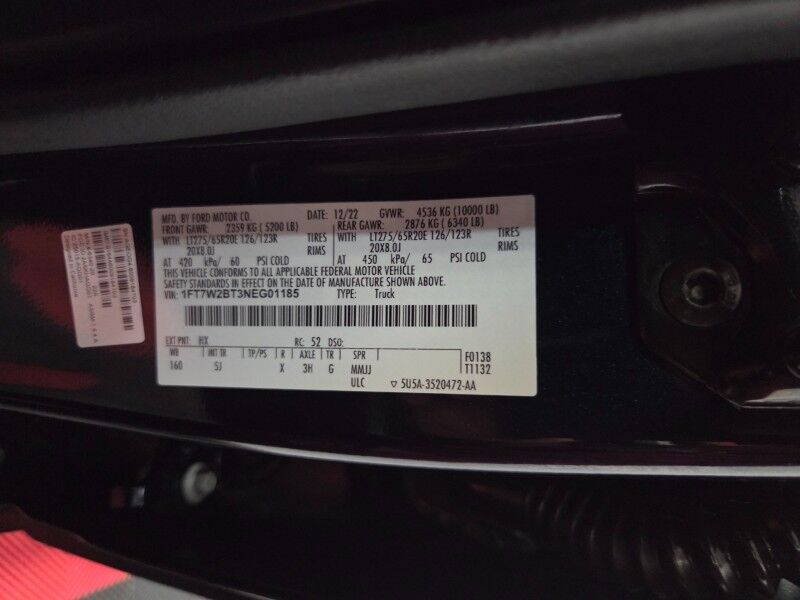 MFD. BY FORD MOTOR CO. DATE: 12/22 GVWR: 4536 KG (10000 LB)
FRONT GAWR: 2359 KG (5200 LB) REAR GAWR: 2876 KG (6340 LB)
WITH LT275/65R20E 126/123R TIRES WITH LT275/65R20E 126/123R TIRES
20X8.0J RIMS 20X8.0J RIMS
AT 420 kPa/ 60 PSI COLD AT 450 kPa/ 65 PSI COLD
THIS VEHICLE CONFORMS TO ALL APPLICABLE FEDERAL MOTOR VEHICLE
SAFETY STANDARDS IN EFFECT ON THE DATE OF MANUFACTURE SHOWN ABOVE.
VIN: 1FT7W2BT3NEG01185 TYPE: Truck
EXT PNT: HX RC: 52 DSO:
WB INT TR TP/PS R AXLE TR SPR F0138
160 SJ X 3H G MMJJ T1132
ULC ▽ 5U5A-3520472-AA